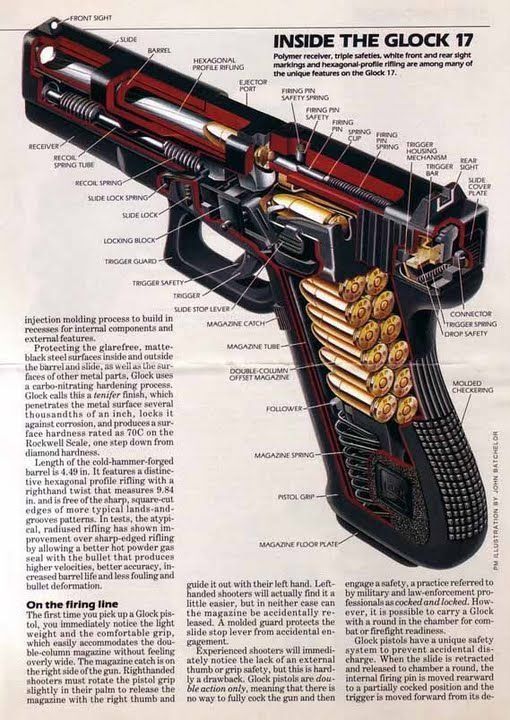 INSIDE THE GLOCK 17
Polymer receiver, triple safeties, white front and rear sight
markings and hexagonal-profile rifling are among many of
the unique features on the Glock 17.
FRONT SIGHT
SLIDE
BARREL
HEXAGONAL
PROFILE RIFLING
EJECTOR
PORT
FIRING PIN
SAFETY SPRING
FIRING PIN
SAFETY
FIRING
PIN
SPRING
CUP
FIRING
PIN
SPRING
TRIGGER
HOUSING
MECHANISM
TRIGGER
BAR
REAR
SIGHT
SLIDE
COVER
PLATE
RECEIVER
RECOIL
SPRING TUBE
RECOIL SPRING
SLIDE LOCK SPRING
SLIDE LOCK
LOCKING BLOCK
TRIGGER GUARD
TRIGGER SAFETY
TRIGGER
SLIDE STOP LEVER
MAGAZINE CATCH
MAGAZINE TUBE
DOUBLE-COLUMN
OFFSET MAGAZINE
FOLLOWER
MAGAZINE SPRING
PISTOL GRIP
MAGAZINE FLOOR PLATE
CONNECTOR
TRIGGER SPRING
DROP SAFETY
MOLDED
CHECKERING
PM ILLUSTRATION BY JOHN BATCHELOR
injection molding process to build in
recesses for internal components and
external features.
Protecting the glarefree, matte-
black steel surfaces inside and outside
the barrel and slide, as well as the sur-
faces of other metal parts, Glock uses
a carbo-nitrating hardening process.
Glock calls this a tenifer finish, which
penetrates the metal surface several
thousandths of an inch, locks it
against corrosion, and produces a sur-
face hardness rated as 70C on the
Rockwell Scale, one step down from
diamond hardness.
Length of the cold-hammer-forged
barrel is 4.49 in. It features a distinc-
tive hexagonal profile rifling with a
righthand twist that measures 9.84
in. and is free of the sharp, square-cut
edges of more typical lands-and-
grooves patterns. In tests, the atypi-
cal, radiused rifling has shown im-
provement over sharp-edged rifling
by allowing a better hot powder gas
seal with the bullet that produces
higher velocities, better accuracy, in-
creased barrel life and less fouling and
bullet deformation.
On the firing line
The first time you pick up a Glock pis-
tol, you immediately notice the light
weight and the comfortable grip,
which easily accommodates the dou-
ble-column magazine without feeling
overly wide. The magazine catch is on
the right side of the gun. Righthanded
shooters must rotate the pistol grip
slightly in their palm to release the
magazine with the right thumb and
guide it out with their left hand. Left-
handed shooters will actually find it a
little easier, but in neither case can
the magazine be accidentally re-
leased. A molded guard protects the
slide stop lever from accidental en-
gagement.
Experienced shooters will immedi-
ately notice the lack of an external
thumb or grip safety, but this is hard-
ly a drawback. Glock pistols are dou-
ble action only, meaning that there is
no way to fully cock the gun and then
engage a safety, a practice referred to
by military and law-enforcement pro-
fessionals as cocked and locked. How-
ever, it is possible to carry a Glock
with a round in the chamber for com-
bat or firefight readiness.
Glock pistols have a unique safety
system to prevent accidental dis-
charge. When the slide is retracted
and released to chamber a round, the
internal firing pin is moved rearward
to a partially cocked position and the
trigger is moved forward from its de-